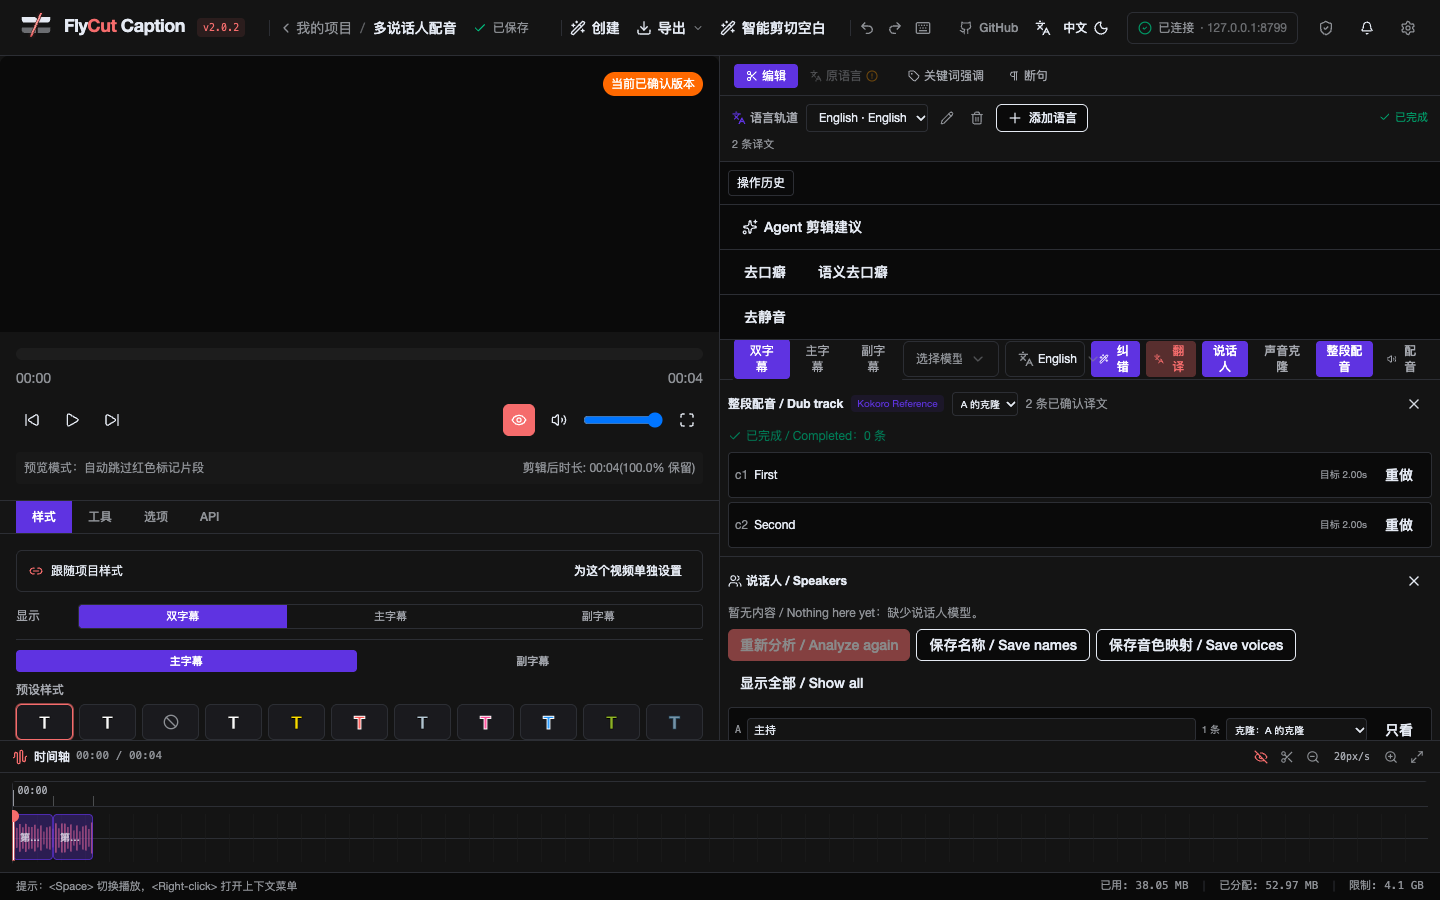 FlyCut Caption v2.0.2 我的项目 / 多说话人配音 已保存 创建 导出 智能剪切空白 GitHub 中文 已连接 · 127.0.0.1:8799
当前已确认版本
00:00 00:04
预览模式：自动跳过红色标记片段 剪辑后时长: 00:04(100.0% 保留)
样式 工具 选项 API
跟随项目样式 为这个视频单独设置
显示 双字幕 主字幕 副字幕
主字幕 副字幕
预设样式
T T T T T T T T T T
编辑 原语言 关键词强调 断句
语言轨道 English · English 添加语言 已完成
2 条译文
操作历史
Agent 剪辑建议
去口癖 语义去口癖
去静音
双字幕 主字幕 副字幕 选择模型 English 纠错 翻译 说话人 声音克隆 整段配音 配音
整段配音 / Dub track Kokoro Reference A 的克隆 2 条已确认译文
已完成 / Completed：0 条
c1 First 目标 2.00s 重做
c2 Second 目标 2.00s 重做
说话人 / Speakers
暂无内容 / Nothing here yet：缺少说话人模型。
重新分析 / Analyze again 保存名称 / Save names 保存音色映射 / Save voices
显示全部 / Show all
A 主持 1 条 克隆：A 的克隆 只看
时间轴 00:00 / 00:04 20px/s
00:00
第... 第...
提示：<Space> 切换播放，<Right-click> 打开上下文菜单 已用: 38.05 MB 已分配: 52.97 MB 限制: 4.1 GB